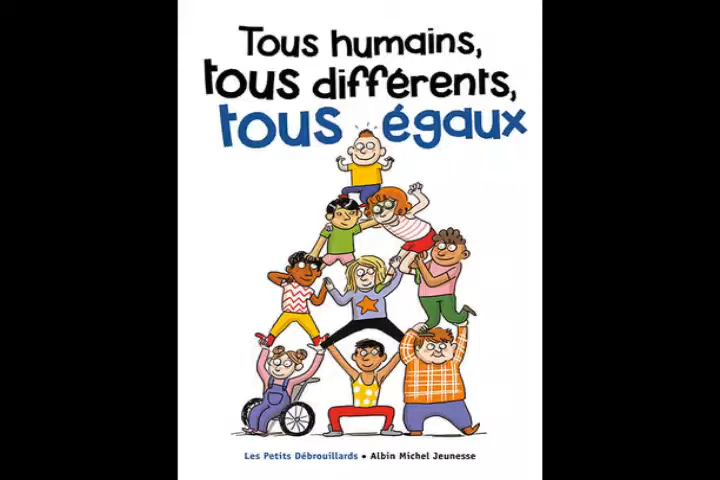 Tous humains,
tous différents,
tous égaux
Les Petits Débrouillards • Albin Michel Jeunesse